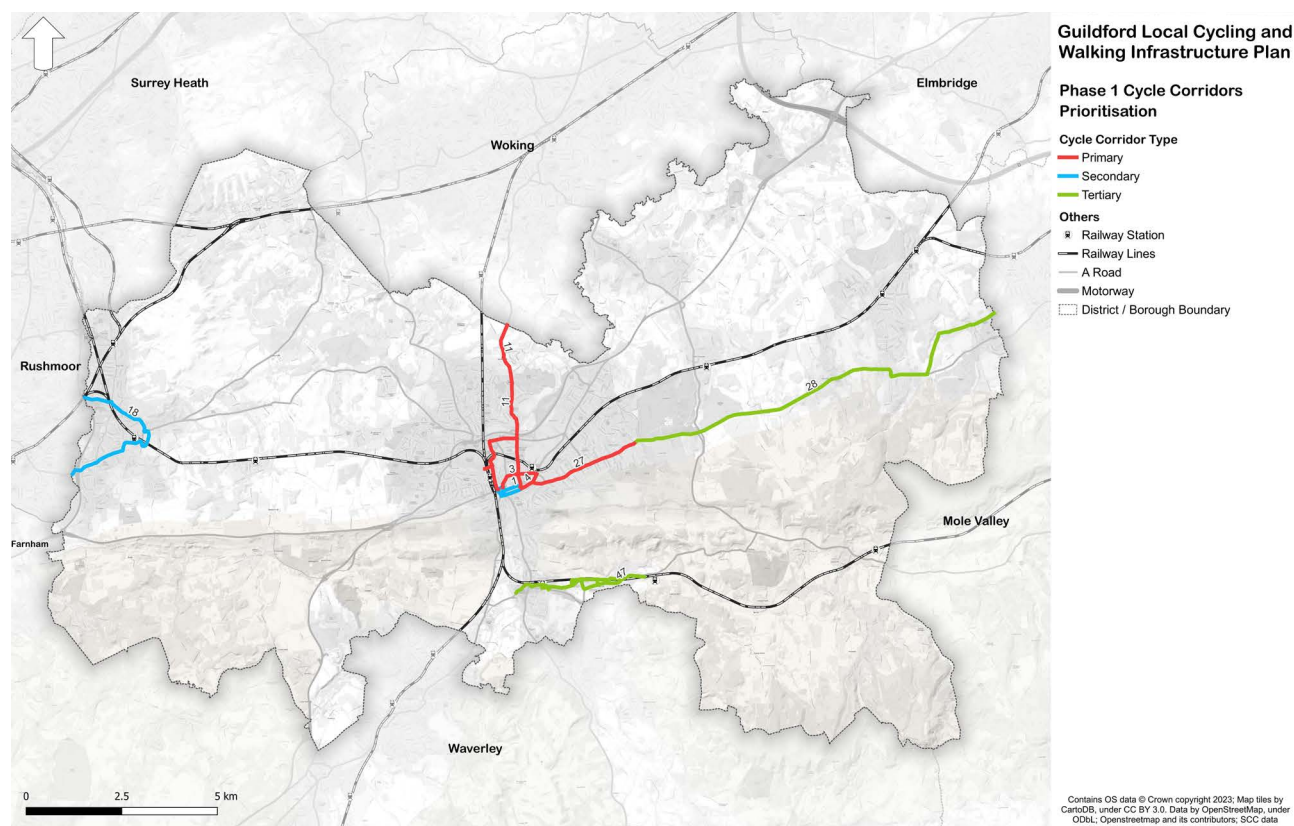 Guildford Local Cycling and
Walking Infrastructure Plan
Phase 1 Cycle Corridors
Prioritisation
Cycle Corridor Type
Primary
Secondary
Tertiary
Others
Railway Station
Railway Lines
A Road
Motorway
District / Borough Boundary
Surrey Heath
Elmbridge
Woking
Rushmoor
11
11
28
18
27
3
4
1
Mole Valley
Farnham
47
Waverley
0
2.5
5 km
Contains OS data © Crown copyright 2023; Map tiles by
CartoDB, under CC BY 3.0. Data by OpenStreetMap, under
ODbL; Openstreetmap and its contributors; SCC data